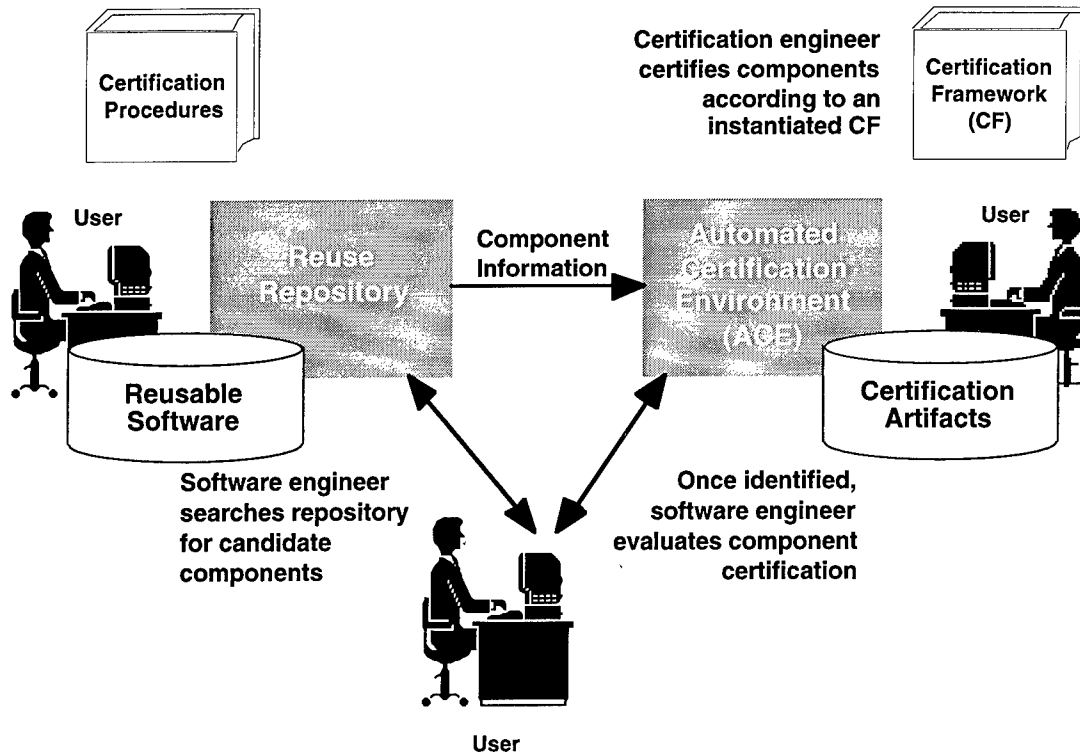 Certification
Procedures
Certification engineer
certifies components
according to an
instantiated CF
Certification
Framework
(CF)
User
Reuse
Repository
Component
Information
Automated
Certification
Environment
(ACE)
User
Reusable
Software
Certification
Artifacts
Software engineer
searches repository
for candidate
components
Once identified,
software engineer
evaluates component
certification
User